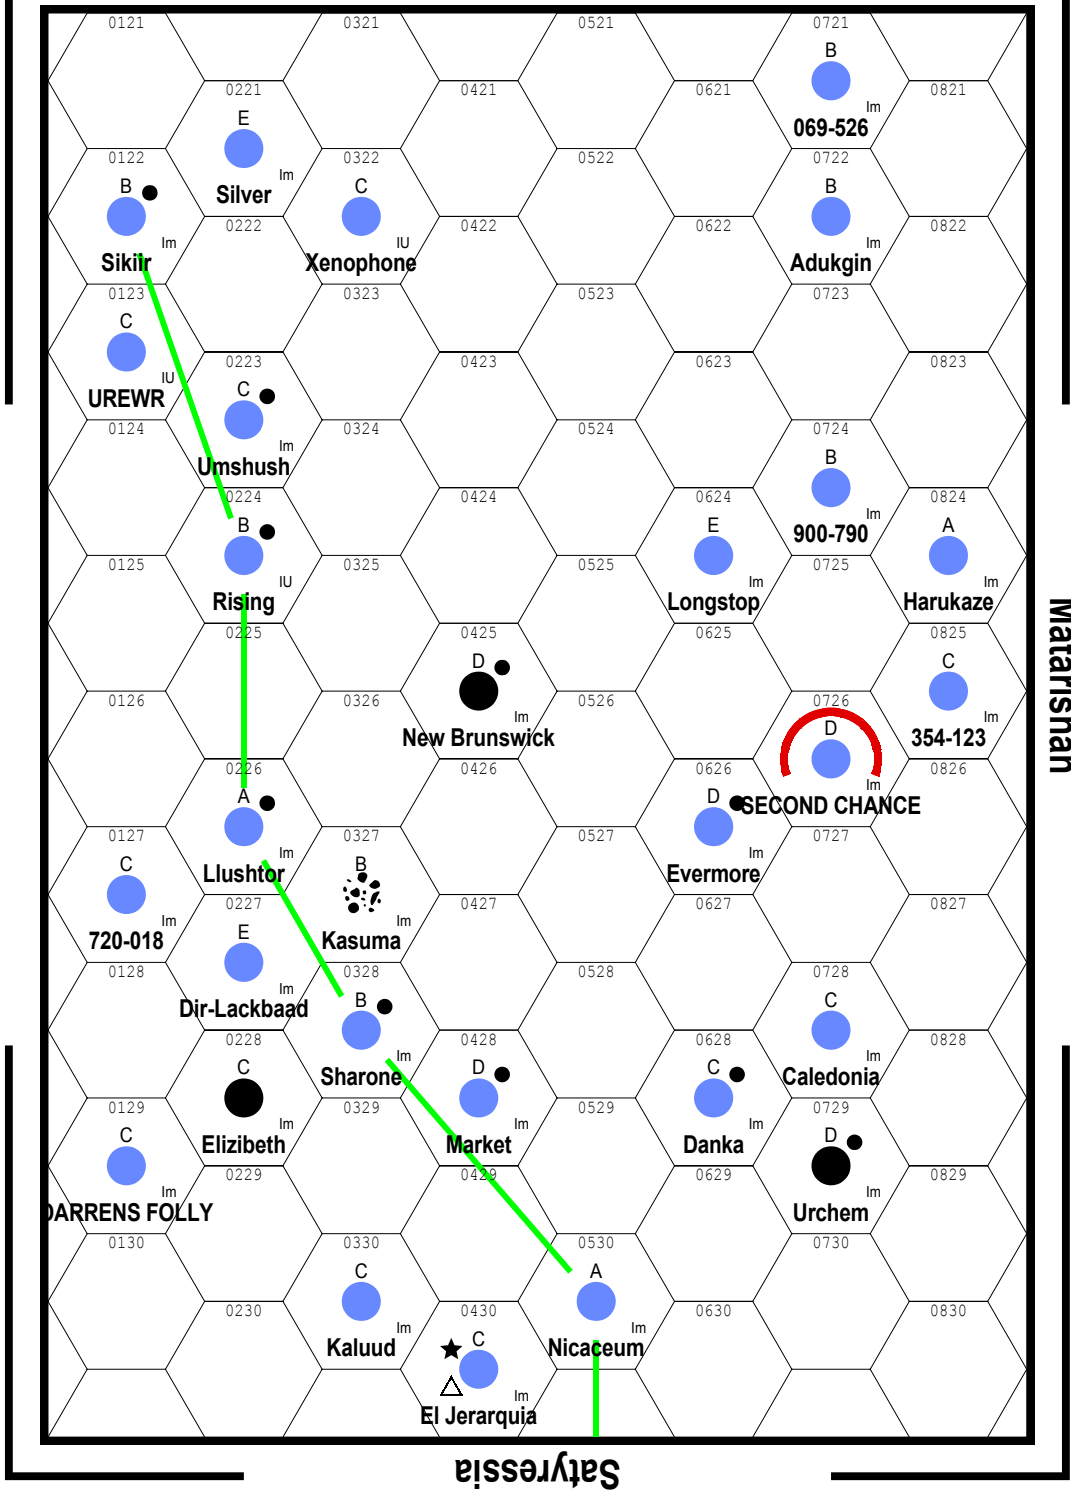 0121
0321
0521
0721
B
Im
069-526
0221
E
Im
Silver
0421
0621
0821
0122
B
Im
Sikiir
0322
C
IU
Xenophone
0522
0722
B
Im
Adukgin
0222
0422
0622
0822
0123
C
IU
UREWR
0323
0523
0723
0223
C
Im
Umshush
0423
0623
0823
0124
0324
0524
0724
B
Im
900-790
0224
B
IU
Rising
0424
0624
E
Im
Longstop
0824
A
Im
Harukaze
0125
0325
0525
0725
0225
0425
D
Im
New Brunswick
0625
0825
C
Im
354-123
Matarishan
0126
0326
0526
0726
D
Im
SECOND CHANCE
0226
A
Im
Llushtor
0426
0626
D
Im
Evermore
0826
0127
C
Im
720-018
0327
B
Im
Kasuma
0527
0727
0227
E
Im
Dir-Lackbaad
0427
0627
0827
0128
0328
B
Im
Sharone
0528
0728
C
Im
Caledonia
0228
C
Im
Elizibeth
0428
D
Im
Market
0628
C
Im
Danka
0828
0129
C
Im
DARRENS FOLLY
0329
0529
0729
D
Im
Urchem
0229
0429
0629
0829
0130
0330
C
Im
Kaluud
0530
A
Im
Nicaceum
0730
0230
0430
C
Im
El Jerarquia
0630
0830
Satyressia